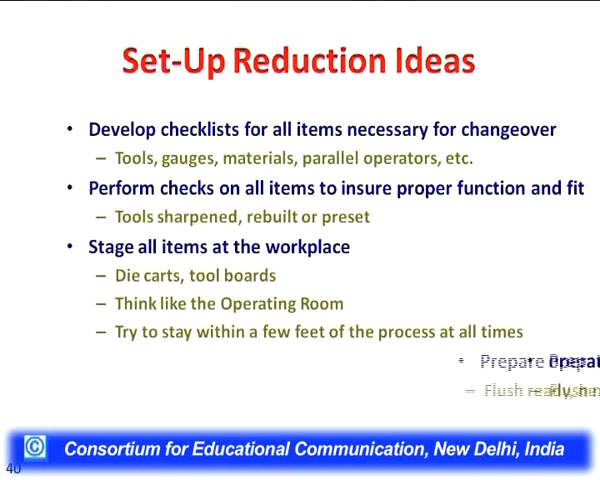 Set-Up Reduction Ideas
• Develop checklists for all items necessary for changeover
– Tools, gauges, materials, parallel operators, etc.
• Perform checks on all items to insure proper function and fit
– Tools sharpened, rebuilt or preset
• Stage all items at the workplace
– Die carts, tool boards
– Think like the Operating Room
– Try to stay within a few feet of the process at all times
• Prepare
– Flush
© Consortium for Educational Communication, New Delhi, India
40